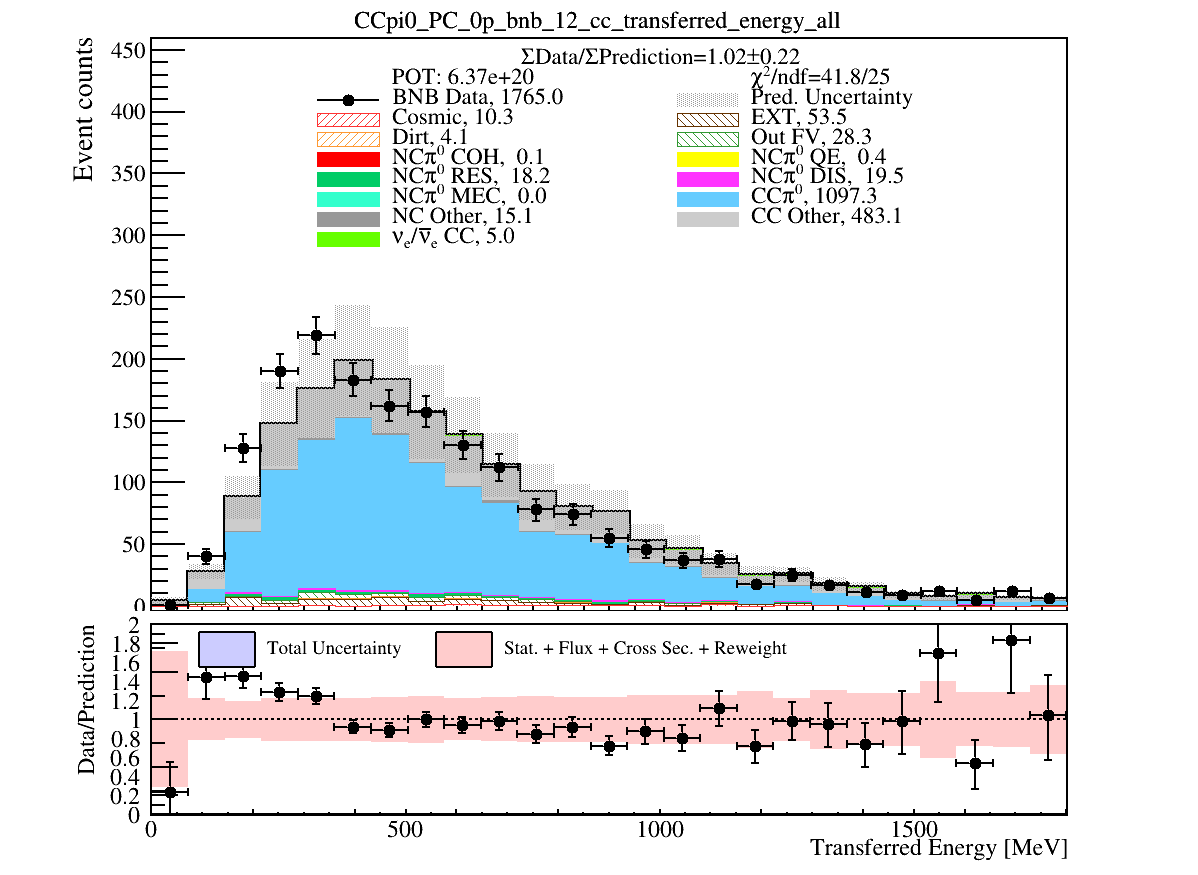 CCpi0_PC_0p_bnb_12_cc_transferred_energy_all
ΣData/ΣPrediction=1.02±0.22
POT: 6.37e+20
χ²/ndf=41.8/25
BNB Data, 1765.0
Pred. Uncertainty
Cosmic, 10.3
EXT, 53.5
Dirt, 4.1
Out FV, 28.3
NCπ⁰ COH, 0.1
NCπ⁰ QE, 0.4
NCπ⁰ RES, 18.2
NCπ⁰ DIS, 19.5
NCπ⁰ MEC, 0.0
CCπ⁰, 1097.3
NC Other, 15.1
CC Other, 483.1
νₑ/ν̅ₑ CC, 5.0
Event counts
450
400
350
300
250
200
150
100
50
0
Total Uncertainty
Stat. + Flux + Cross Sec. + Reweight
Data/Prediction
2
1.8
1.6
1.4
1.2
1
0.8
0.6
0.4
0.2
0
0 500 1000 1500
Transferred Energy [MeV]